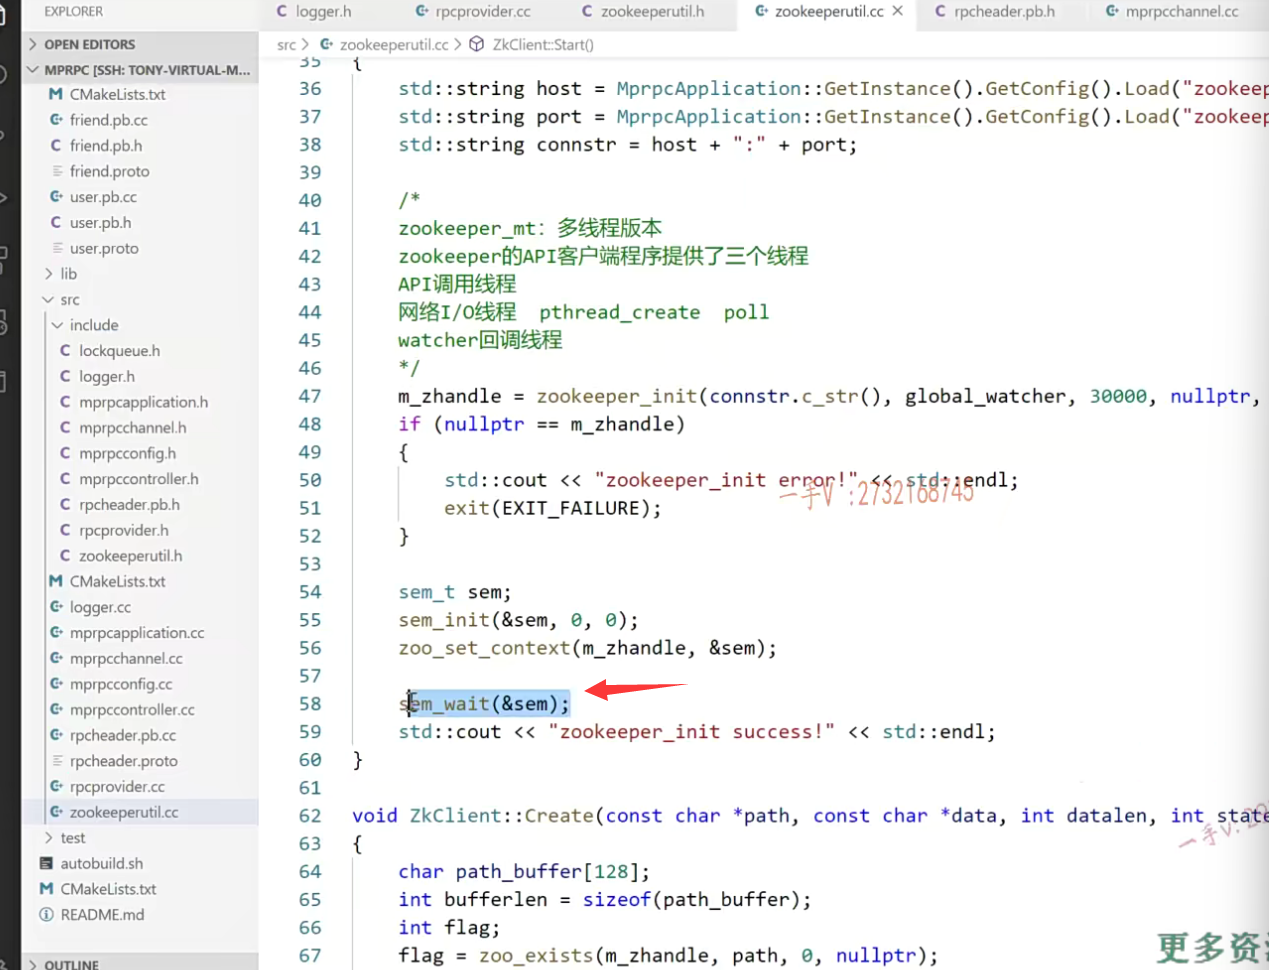 EXPLORER
logger.h
rpcprovider.cc
zookeeperutil.h
zookeeperutil.cc
rpcheader.pb.h
mprpcchannel.cc
OPEN EDITORS
src > zookeeperutil.cc > ZkClient::Start()
MPRPC [SSH: TONY-VIRTUAL-M...
CMakeLists.txt
friend.pb.cc
friend.pb.h
friend.proto
user.pb.cc
user.pb.h
user.proto
lib
src
include
lockqueue.h
logger.h
mprpcapplication.h
mprpcchannel.h
mprpcconfig.h
mprpccontroller.h
rpcheader.pb.h
rpcprovider.h
zookeeperutil.h
CMakeLists.txt
logger.cc
mprpcapplication.cc
mprpcchannel.cc
mprpcconfig.cc
mprpccontroller.cc
rpcheader.pb.cc
rpcheader.proto
rpcprovider.cc
zookeeperutil.cc
test
autobuild.sh
CMakeLists.txt
README.md
OUTLINE
35 {
36 std::string host = MprpcApplication::GetInstance().GetConfig().Load("zookeep
37 std::string port = MprpcApplication::GetInstance().GetConfig().Load("zookeep
38 std::string connstr = host + ":" + port;
39
40 /*
41 zookeeper_mt: 多线程版本
42 zookeeper的API客户端程序提供了三个线程
43 API调用线程
44 网络I/O线程 pthread_create poll
45 watcher回调线程
46 */
47 m_zhandle = zookeeper_init(connstr.c_str(), global_watcher, 30000, nullptr,
48 if (nullptr == m_zhandle)
49 {
50 std::cout << "zookeeper_init error!" << std::endl;
一手V :2732168745
51 exit(EXIT_FAILURE);
52 }
53
54 sem_t sem;
55 sem_init(&sem, 0, 0);
56 zoo_set_context(m_zhandle, &sem);
57
58 sem_wait(&sem);
59 std::cout << "zookeeper_init success!" << std::endl;
60 }
61
62 void ZkClient::Create(const char *path, const char *data, int datalen, int state
一手V:
63 {
64 char path_buffer[128];
65 int bufferlen = sizeof(path_buffer);
66 int flag;
67 flag = zoo_exists(m_zhandle, path, 0, nullptr);
更多资